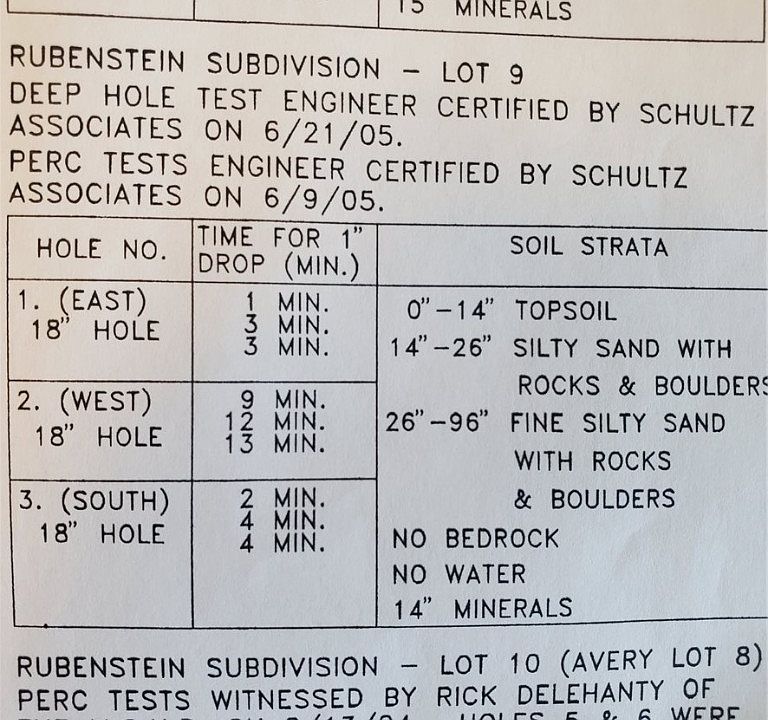 15 MINERALS
RUBENSTEIN SUBDIVISION – LOT 9
DEEP HOLE TEST ENGINEER CERTIFIED BY SCHULTZ
ASSOCIATES ON 6/21/05.
PERC TESTS ENGINEER CERTIFIED BY SCHULTZ
ASSOCIATES ON 6/9/05.
HOLE NO.
TIME FOR 1"
DROP (MIN.)
SOIL STRATA
1. (EAST)
18" HOLE
1 MIN.
3 MIN.
3 MIN.
2. (WEST)
18" HOLE
9 MIN.
12 MIN.
13 MIN.
3. (SOUTH)
18" HOLE
2 MIN.
4 MIN.
4 MIN.
0"–14" TOPSOIL
14"–26" SILTY SAND WITH
ROCKS & BOULDERS
26"–96" FINE SILTY SAND
WITH ROCKS
& BOULDERS
NO BEDROCK
NO WATER
14" MINERALS
RUBENSTEIN SUBDIVISION – LOT 10 (AVERY LOT 8)
PERC TESTS WITNESSED BY RICK DELEHANTY OF
HOLES 5 & 6 WERE